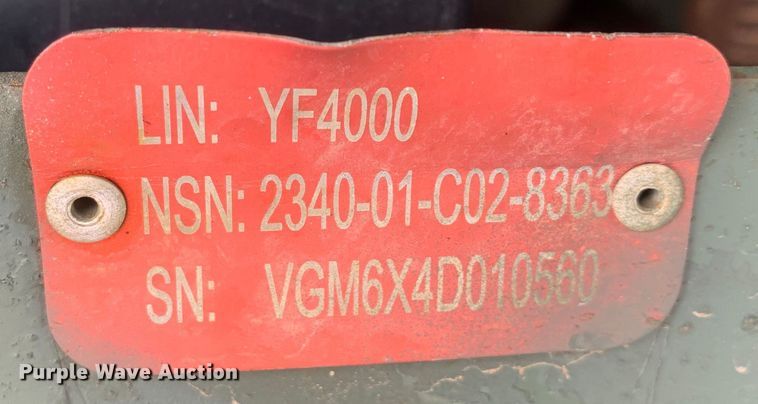 LIN: YF4000
NSN: 2340-01-C02-8363
SN: VGM6X4D010560
Purple Wave Auction